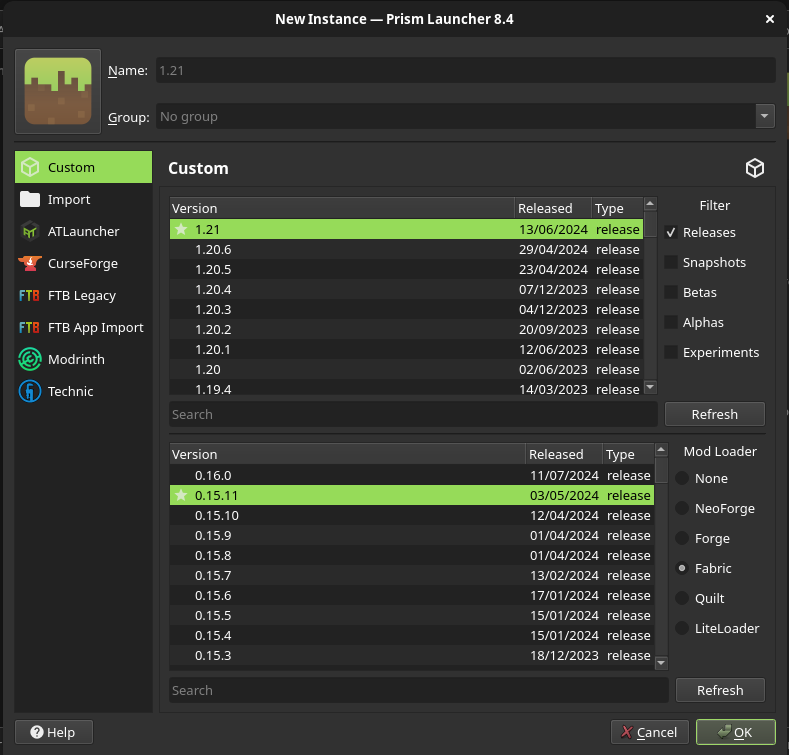 New Instance — Prism Launcher 8.4
Name: 1.21
Group: No group
Custom
Import
ATLauncher
CurseForge
FTB Legacy
FTB App Import
Modrinth
Technic
Custom
Version Released Type
1.21 13/06/2024 release
1.20.6 29/04/2024 release
1.20.5 23/04/2024 release
1.20.4 07/12/2023 release
1.20.3 04/12/2023 release
1.20.2 20/09/2023 release
1.20.1 12/06/2023 release
1.20 02/06/2023 release
1.19.4 14/03/2023 release
Search
Filter
Releases
Snapshots
Betas
Alphas
Experiments
Refresh
Version Released Type
0.16.0 11/07/2024 release
0.15.11 03/05/2024 release
0.15.10 12/04/2024 release
0.15.9 01/04/2024 release
0.15.8 01/04/2024 release
0.15.7 13/02/2024 release
0.15.6 17/01/2024 release
0.15.5 15/01/2024 release
0.15.4 15/01/2024 release
0.15.3 18/12/2023 release
Search
Mod Loader
None
NeoForge
Forge
Fabric
Quilt
LiteLoader
Refresh
Help
Cancel
OK